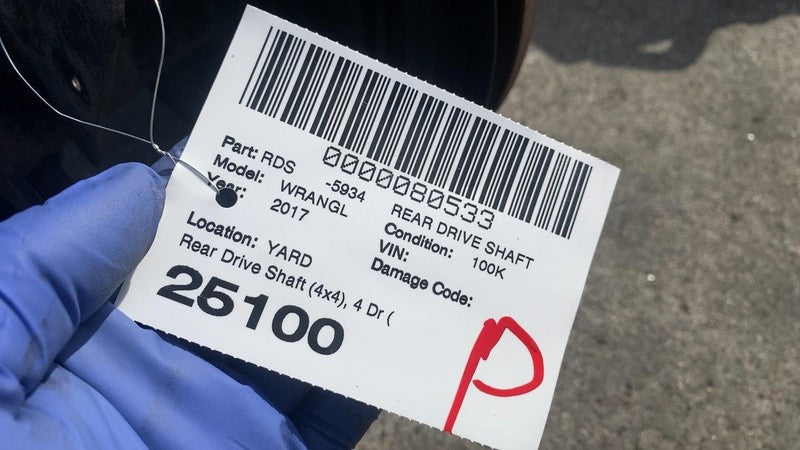 0000080533
Part: RDS -5934 REAR DRIVE SHAFT
Model: WRANGL Condition: 100K
Year: 2017 VIN:
Damage Code:
Location: YARD
Rear Drive Shaft (4x4), 4 Dr (
25100
P